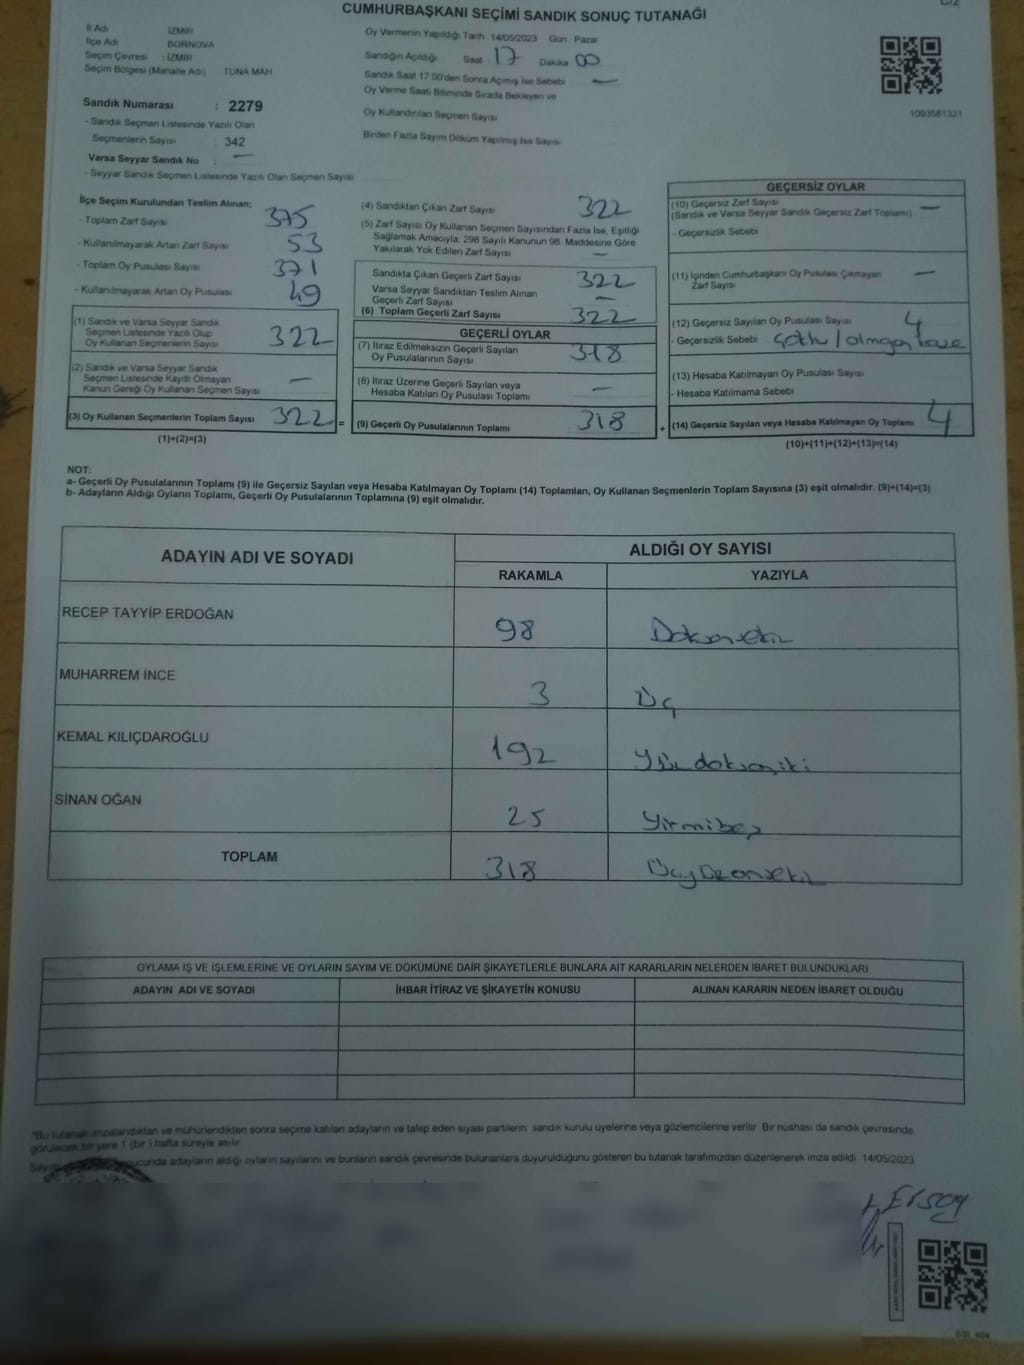 CUMHURBAŞKANI SEÇİMİ SANDIK SONUÇ TUTANAĞI
C/2
İl Adı : İZMİR
İlçe Adı : BORNOVA
Seçim Çevresi : İZMİR
Seçim Bölgesi (Mahalle Adı) TUNA MAH
Sandık Numarası : 2279
- Sandık Seçmen Listesinde Yazılı Olan
Seçmenlerin Sayısı : 342
Varsa Seyyar Sandık No : —
- Seyyar Sandık Seçmen Listesinde Yazılı Olan Seçmen Sayısı
Oy Vermenin Yapıldığı Tarih 14/05/2023 Gün : Pazar
Sandığın Açıldığı Saat 17 Dakika 00
Sandık Saat 17:00'den Sonra Açmış İse Sebebi —
Oy Verme Saati Bitiminde Sırada Bekleyen ve
Oy Kullandırılan Seçmen Sayısı
Birden Fazla Sayım Döküm Yapılmış İse Sayısı
1093561321
İlçe Seçim Kurulundan Teslim Alınan:
- Toplam Zarf Sayısı 375
- Kullanılmayarak Artan Zarf Sayısı 53
- Toplam Oy Pusulası Sayısı 371
- Kullanılmayarak Artan Oy Pusulası 49
(1) Sandık ve Varsa Seyyar Sandık
Seçmen Listesinde Yazılı Olup
Oy Kullanan Seçmenlerin Sayısı 322
(2) Sandık ve Varsa Seyyar Sandık
Seçmen Listesinde Kayıtlı Olmayan
Kanun Gereği Oy Kullanan Seçmen Sayısı —
(3) Oy Kullanan Seçmenlerin Toplam Sayısı 322 =
(1)+(2)=(3)
(4) Sandıktan Çıkan Zarf Sayısı 322
(5) Zarf Sayısı Oy Kullanan Seçmen Sayısından Fazla İse, Eşitliği
Sağlamak Amacıyla, 298 Sayılı Kanunun 98. Maddesine Göre
Yakılarak Yok Edilen Zarf Sayısı —
Sandıkta Çıkan Geçerli Zarf Sayısı 322
Varsa Seyyar Sandıktan Teslim Alınan
Geçerli Zarf Sayısı —
(6) Toplam Geçerli Zarf Sayısı 322
GEÇERLİ OYLAR
(7) İtiraz Edilmeksizin Geçerli Sayılan
Oy Pusulalarının Sayısı 318
(8) İtiraz Üzerine Geçerli Sayılan veya
Hesaba Katılan Oy Pusulası Toplamı —
(9) Geçerli Oy Pusulalarının Toplamı 318 +
GEÇERSİZ OYLAR
(10) Geçersiz Zarf Sayısı —
(Sandık ve Varsa Seyyar Sandık Geçersiz Zarf Toplamı)
- Geçersizlik Sebebi
(11) İçinden Cumhurbaşkanı Oy Pusulası Çıkmayan —
Zarf Sayısı
(12) Geçersiz Sayılan Oy Pusulası Sayısı 4
- Geçersizlik Sebebi
(13) Hesaba Katılmayan Oy Pusulası Sayısı
- Hesaba Katılmama Sebebi
(14) Geçersiz Sayılan veya Hesaba Katılmayan Oy Toplamı 4
(10)+(11)+(12)+(13)=(14)
NOT:
a- Geçerli Oy Pusulalarının Toplamı (9) ile Geçersiz Sayılan veya Hesaba Katılmayan Oy Toplamı (14) Toplamları, Oy Kullanan Seçmenlerin Toplam Sayısına (3) eşit olmalıdır. (9)+(14)=(3)
b- Adayların Aldığı Oyların Toplamı, Geçerli Oy Pusulalarının Toplamına (9) eşit olmalıdır.
ADAYIN ADI VE SOYADI
ALDIĞI OY SAYISI
RAKAMLA YAZIYLA
RECEP TAYYİP ERDOĞAN 98 Doksansekiz
MUHARREM İNCE 3 Üç
KEMAL KILIÇDAROĞLU 192 Yüzdoksaniki
SİNAN OĞAN 25 Yirmibeş
TOPLAM 318 Üçyüzonsekiz
OYLAMA İŞ VE İŞLEMLERİNE VE OYLARIN SAYIM VE DÖKÜMÜNE DAİR ŞİKAYETLERLE BUNLARA AİT KARARLARIN NELERDEN İBARET BULUNDUKLARI
ADAYIN ADI VE SOYADI İHBAR İTİRAZ VE ŞİKAYETİN KONUSU ALINAN KARARIN NEDEN İBARET OLDUĞU
*Bu tutanak imzalandıktan ve mühürlendikten sonra seçime katılan adayların ve talep eden siyasi partilerin sandık kurulu üyelerine veya gözlemcilerine verilir. Bir nüshası da sandık çevresinde
görülecek bir yere 1 (bir) hafta süreyle asılır.
Sayım sonucunda adayların aldığı oyların sayılarını ve bunların sandık çevresinde bulunanlara duyurulduğunu gösteren bu tutanak tarafımızdan düzenlenerek imza edildi. 14/05/2023